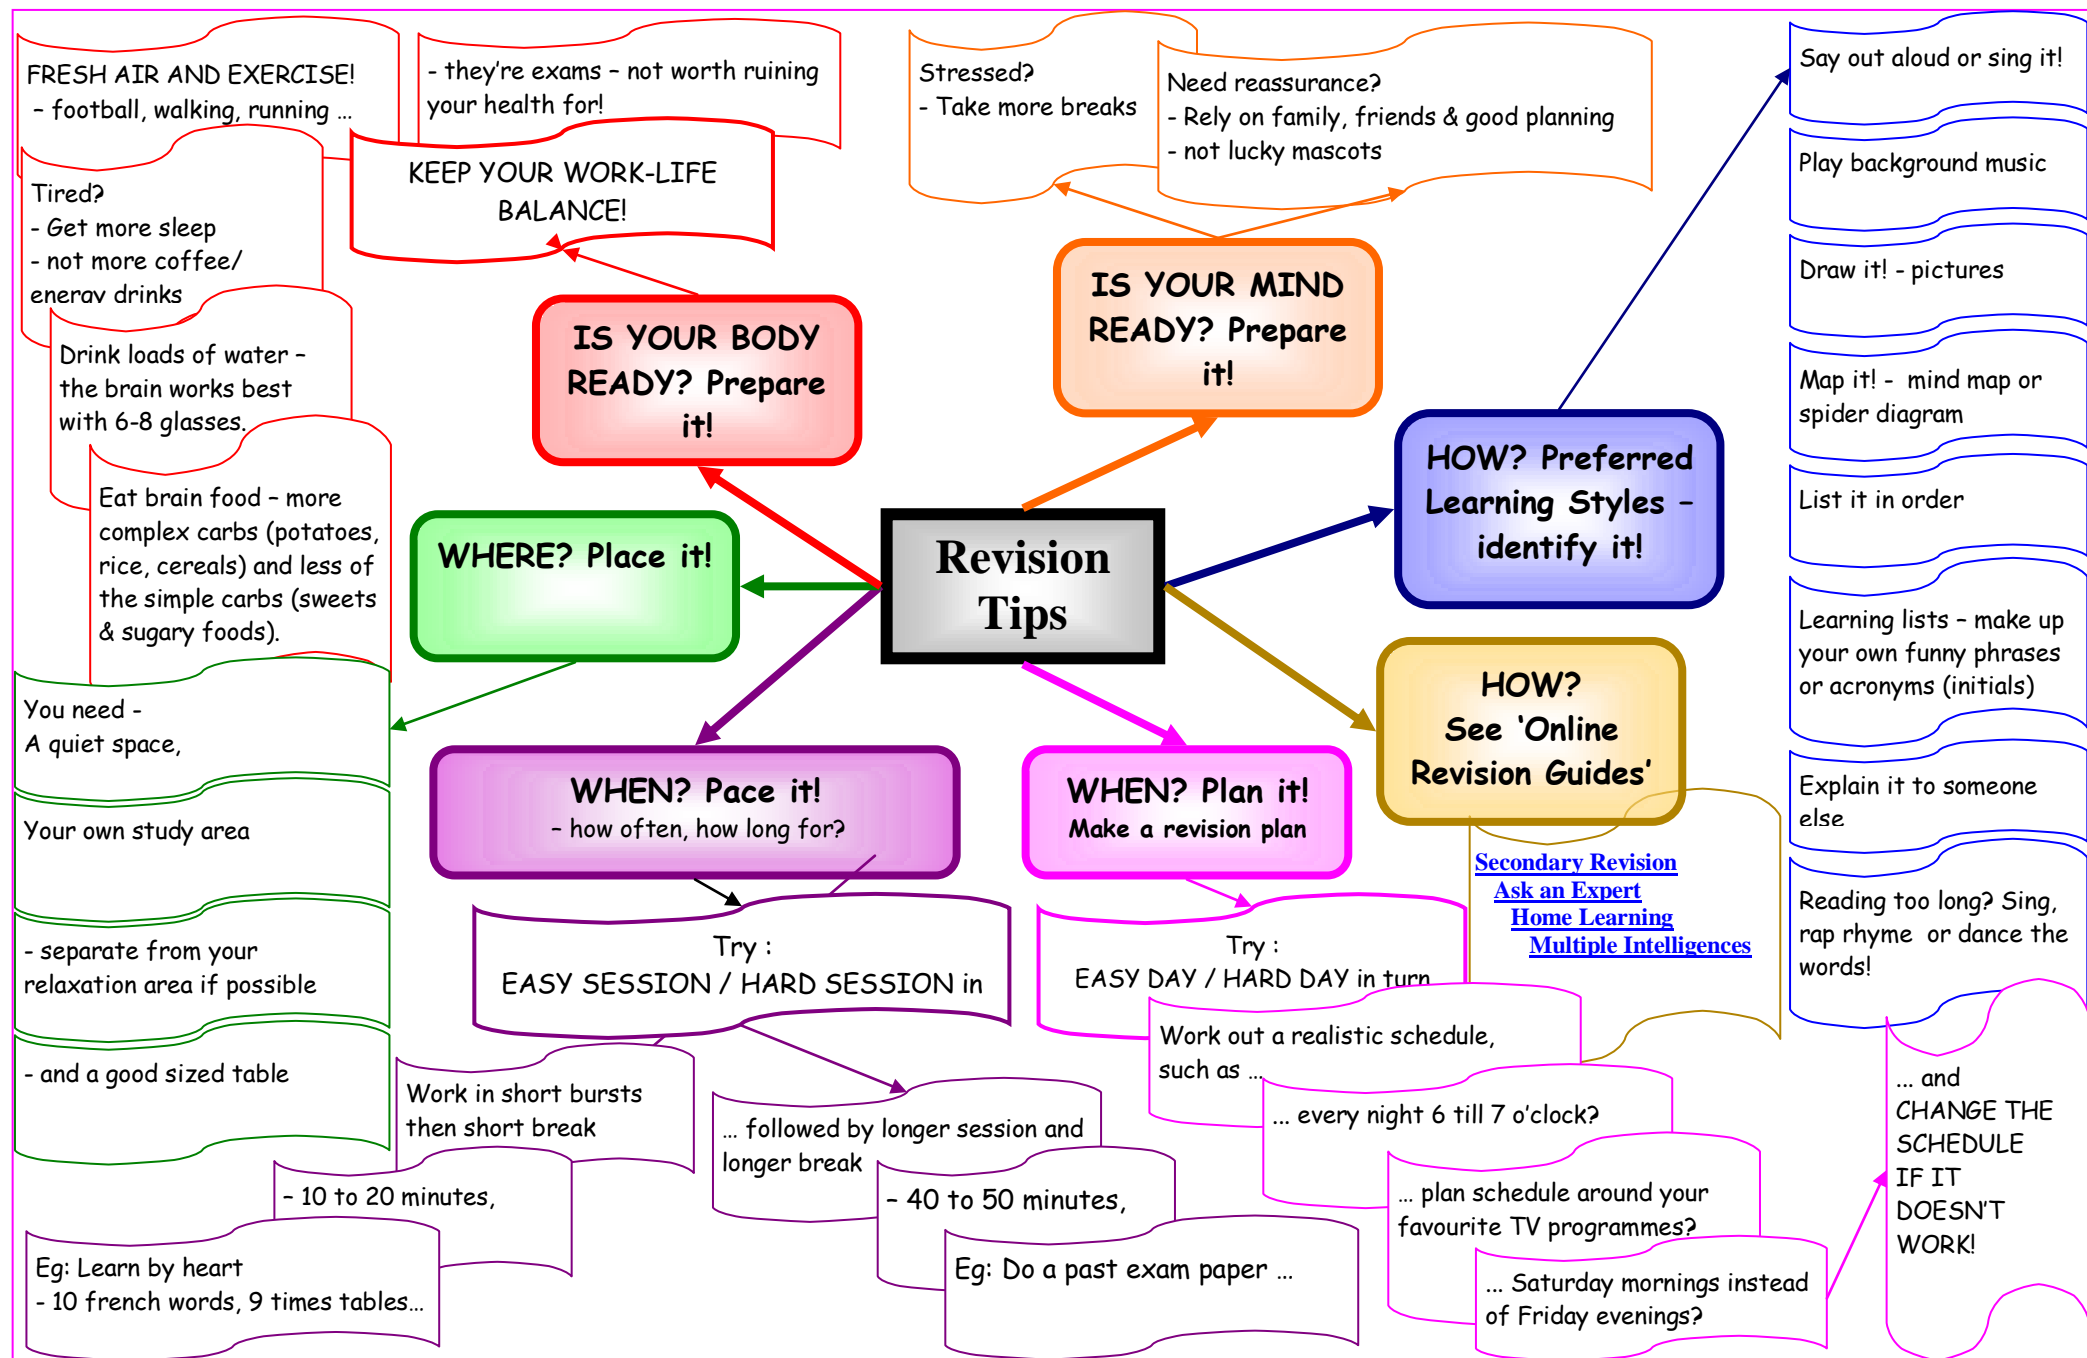 FRESH AIR AND EXERCISE!
– football, walking, running …
- they're exams – not worth ruining
your health for!
KEEP YOUR WORK-LIFE
BALANCE!
Tired?
- Get more sleep
- not more coffee/
energy drinks
Drink loads of water –
the brain works best
with 6-8 glasses.
Eat brain food – more
complex carbs (potatoes,
rice, cereals) and less of
the simple carbs (sweets
& sugary foods).
IS YOUR BODY
READY? Prepare
it!
Stressed?
- Take more breaks
Need reassurance?
- Rely on family, friends & good planning
- not lucky mascots
IS YOUR MIND
READY? Prepare
it!
Revision
Tips
HOW? Preferred
Learning Styles –
identify it!
Say out aloud or sing it!
Play background music
Draw it! - pictures
Map it! - mind map or
spider diagram
List it in order
Learning lists – make up
your own funny phrases
or acronyms (initials)
Explain it to someone
else
Reading too long? Sing,
rap rhyme or dance the
words!
HOW?
See 'Online
Revision Guides'
Secondary Revision
Ask an Expert
Home Learning
Multiple Intelligences
WHERE? Place it!
You need -
A quiet space,
Your own study area
- separate from your
relaxation area if possible
- and a good sized table
WHEN? Pace it!
– how often, how long for?
Try :
EASY SESSION / HARD SESSION in
Work in short bursts
then short break
– 10 to 20 minutes,
Eg: Learn by heart
- 10 french words, 9 times tables…
… followed by longer session and
longer break
– 40 to 50 minutes,
Eg: Do a past exam paper …
WHEN? Plan it!
Make a revision plan
Try :
EASY DAY / HARD DAY in turn
Work out a realistic schedule,
such as …
… every night 6 till 7 o'clock?
… plan schedule around your
favourite TV programmes?
… Saturday mornings instead
of Friday evenings?
… and
CHANGE THE
SCHEDULE
IF IT
DOESN'T
WORK!